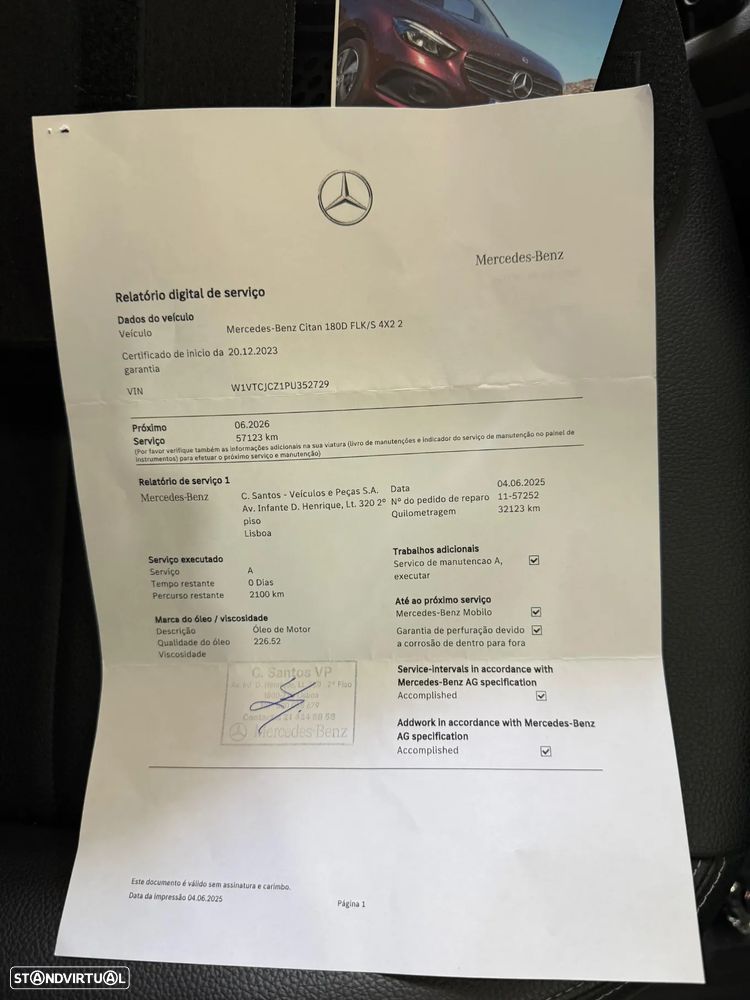 Mercedes-Benz
Relatório digital de serviço
Dados do veículo
Veículo Mercedes-Benz Citan 180D FLK/S 4X2 2
Certificado de inicio da garantia 20.12.2023
VIN W1VTCJCZ1PU352729
Próximo Serviço 06.2026
57123 km
(Por favor verifique também as informações adicionais na sua viatura (livro de manutenções e indicador do serviço de manutenção no painel de
instrumentos) para efetuar o próximo serviço e manutenção)
Relatório de serviço 1
Mercedes-Benz
C. Santos - Veículos e Peças S.A.
Av. Infante D. Henrique, Lt. 320 2º
piso
Lisboa
Data 04.06.2025
Nº do pedido de reparo 11-57252
Quilometragem 32123 km
Serviço executado
Serviço A
Tempo restante 0 Dias
Percurso restante 2100 km
Marca do óleo / viscosidade
Descrição Óleo de Motor
Qualidade do óleo 226.52
Viscosidade
Trabalhos adicionais
Servico de manutencao A,
executar
Até ao próximo serviço
Mercedes-Benz Mobilo
Garantia de perfuração devido
a corrosão de dentro para fora
Service-intervals in accordance with
Mercedes-Benz AG specification
Accomplished
Addwork in accordance with Mercedes-Benz
AG specification
Accomplished
C. Santos VP
2º Piso
Mercedes-Benz
Este documento é válido sem assinatura e carimbo.
Data da impressão 04.06.2025
Página 1
STANDVIRTUAL